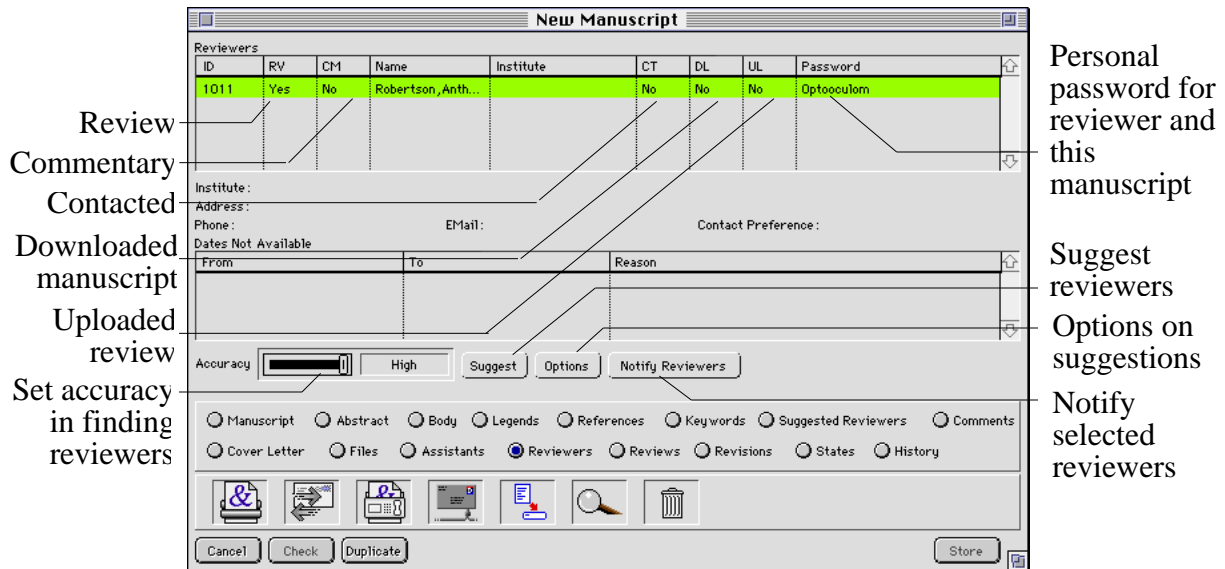 New Manuscript
Reviewers
ID RV CM Name Institute CT DL UL Password
1011 Yes No Robertson,Anth... No No No Optooculom
Institute:
Address:
Phone: EMail: Contact Preference:
Dates Not Available
From To Reason
Accuracy High Suggest Options Notify Reviewers
Manuscript Abstract Body Legends References Keywords Suggested Reviewers Comments
Cover Letter Files Assistants Reviewers Reviews Revisions States History
& &
Cancel Check Duplicate Store
Review
Commentary
Contacted
Downloaded
manuscript
Uploaded
review
Set accuracy
in finding
reviewers
Personal
password for
reviewer and
this
manuscript
Suggest
reviewers
Options on
suggestions
Notify
selected
reviewers